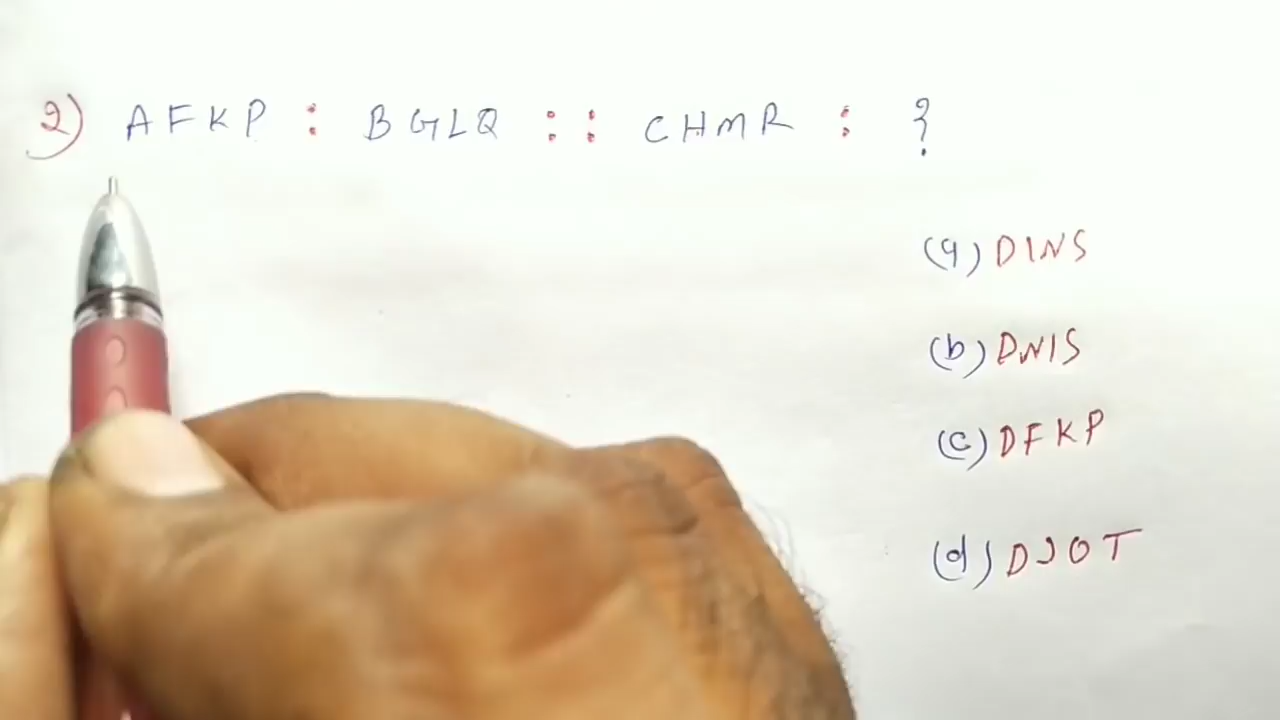 2) AFKP : BGLQ :: CHMR : ?
(a) DINS
(b) DNIS
(c) DFKP
(d) DJOT